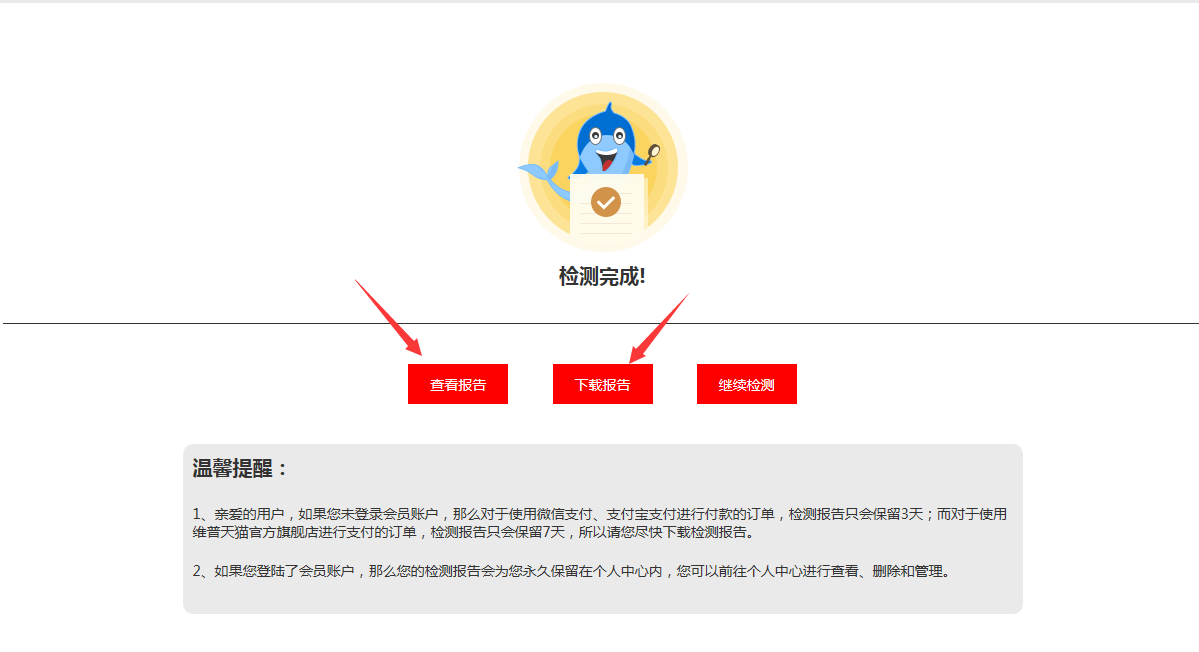 检测完成!
查看报告
下载报告
继续检测
温馨提醒：
1、亲爱的用户，如果您未登录会员账户，那么对于使用微信支付、支付宝支付进行付款的订单，检测报告只会保留3天；而对于使用
维普天猫官方旗舰店进行支付的订单，检测报告只会保留7天，所以请您尽快下载检测报告。
2、如果您登陆了会员账户，那么您的检测报告会为您永久保留在个人中心内，您可以前往个人中心进行查看、删除和管理。